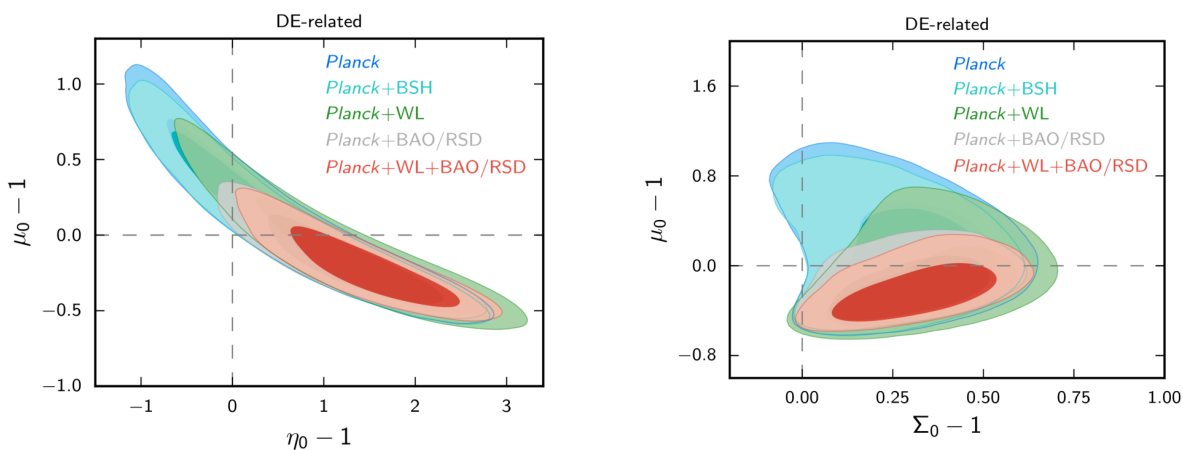 DE-related
Planck
Planck+BSH
Planck+WL
Planck+BAO/RSD
Planck+WL+BAO/RSD
1.0
0.5
0.0
−0.5
−1.0
μ₀ − 1
−1 0 1 2 3
η₀ − 1
DE-related
Planck
Planck+BSH
Planck+WL
Planck+BAO/RSD
Planck+WL+BAO/RSD
1.6
0.8
0.0
−0.8
μ₀ − 1
0.00 0.25 0.50 0.75 1.00
Σ₀ − 1